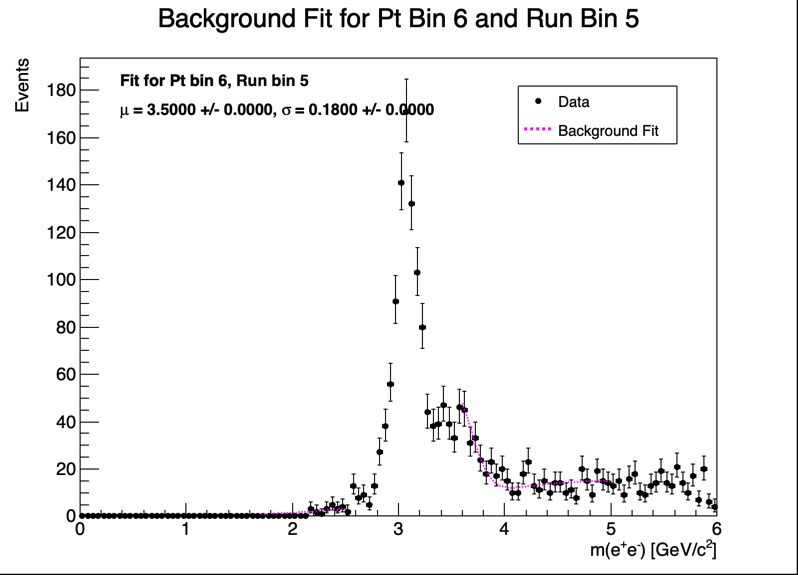 Background Fit for Pt Bin 6 and Run Bin 5
Events
Fit for Pt bin 6, Run bin 5
μ = 3.5000 +/- 0.0000, σ = 0.1800 +/- 0.0000
Data
Background Fit
180
160
140
120
100
80
60
40
20
0
0 1 2 3 4 5 6
m(e⁺e⁻) [GeV/c²]